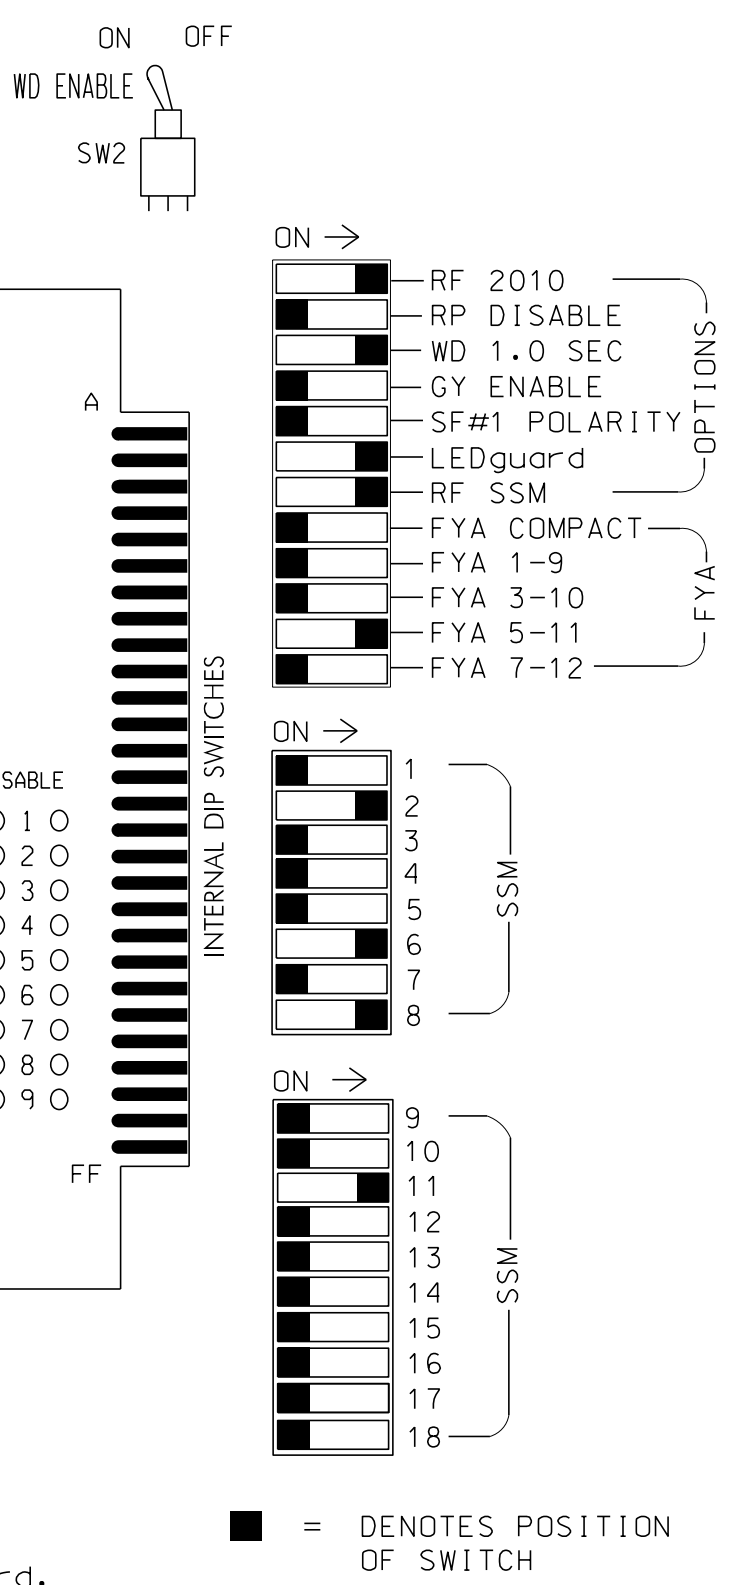 ON OFF
WD ENABLE
SW2
ON
RF 2010
RP DISABLE
WD 1.0 SEC
GY ENABLE
SF#1 POLARITY
LEDguard
RF SSM
OPTIONS
FYA COMPACT
FYA 1-9
FYA 3-10
FYA 5-11
FYA 7-12
FYA
A
FF
INTERNAL DIP SWITCHES
SABLE
1
2
3
4
5
6
7
8
9
ON
1
2
3
4
5
6
7
8
SSM
ON
9
10
11
12
13
14
15
16
17
18
SSM
= DENOTES POSITION
OF SWITCH
rd.